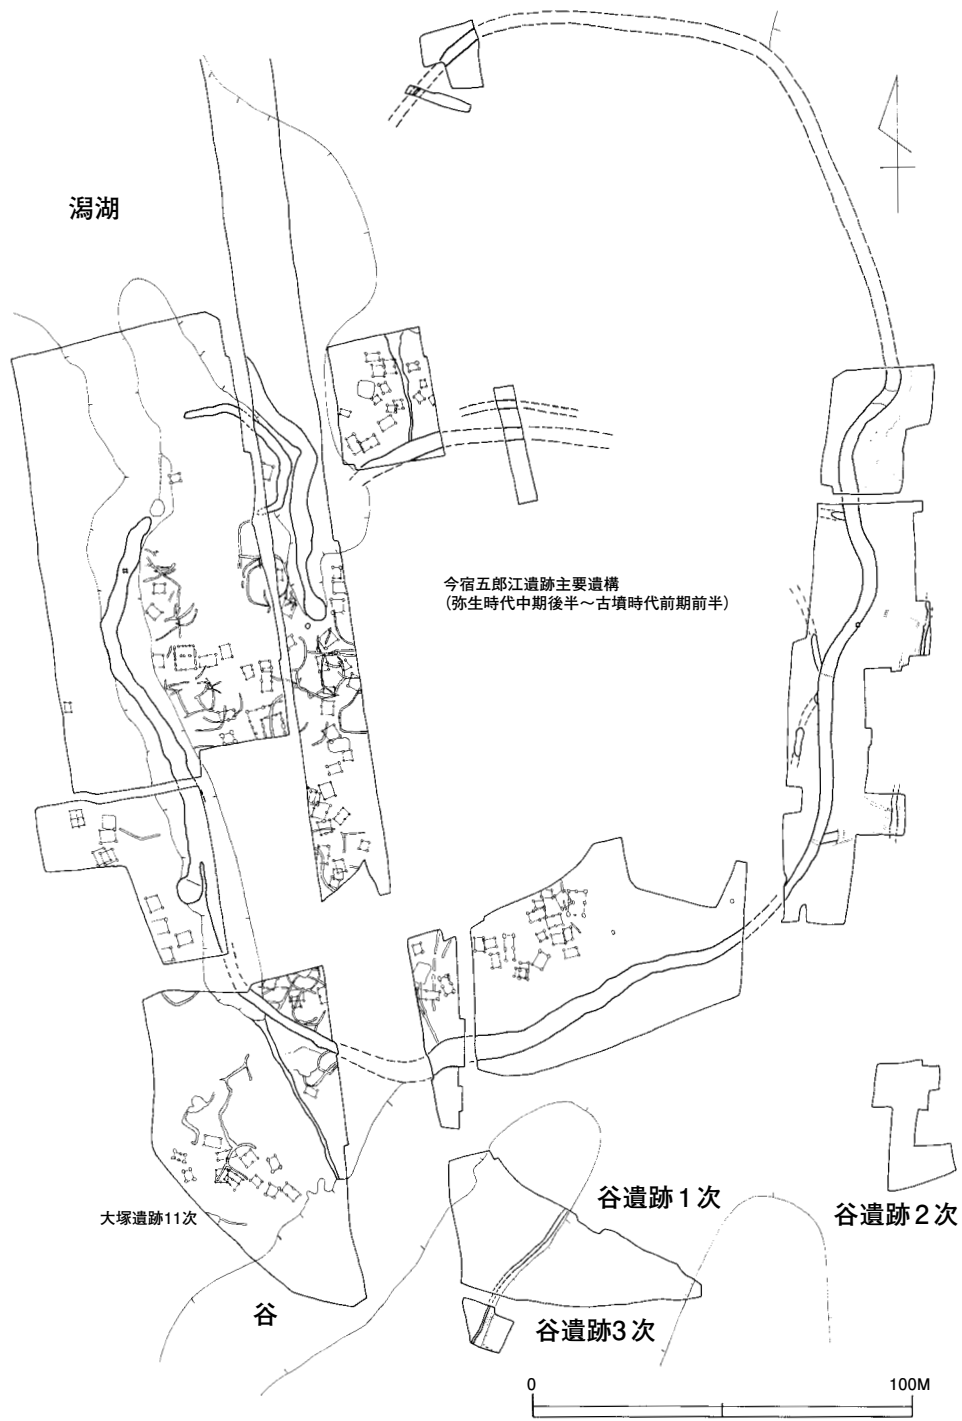 潟湖
今宿五郎江遺跡主要遺構
（弥生時代中期後半～古墳時代前期前半）
谷遺跡１次
谷遺跡２次
大塚遺跡11次
谷
谷遺跡３次
0 100M